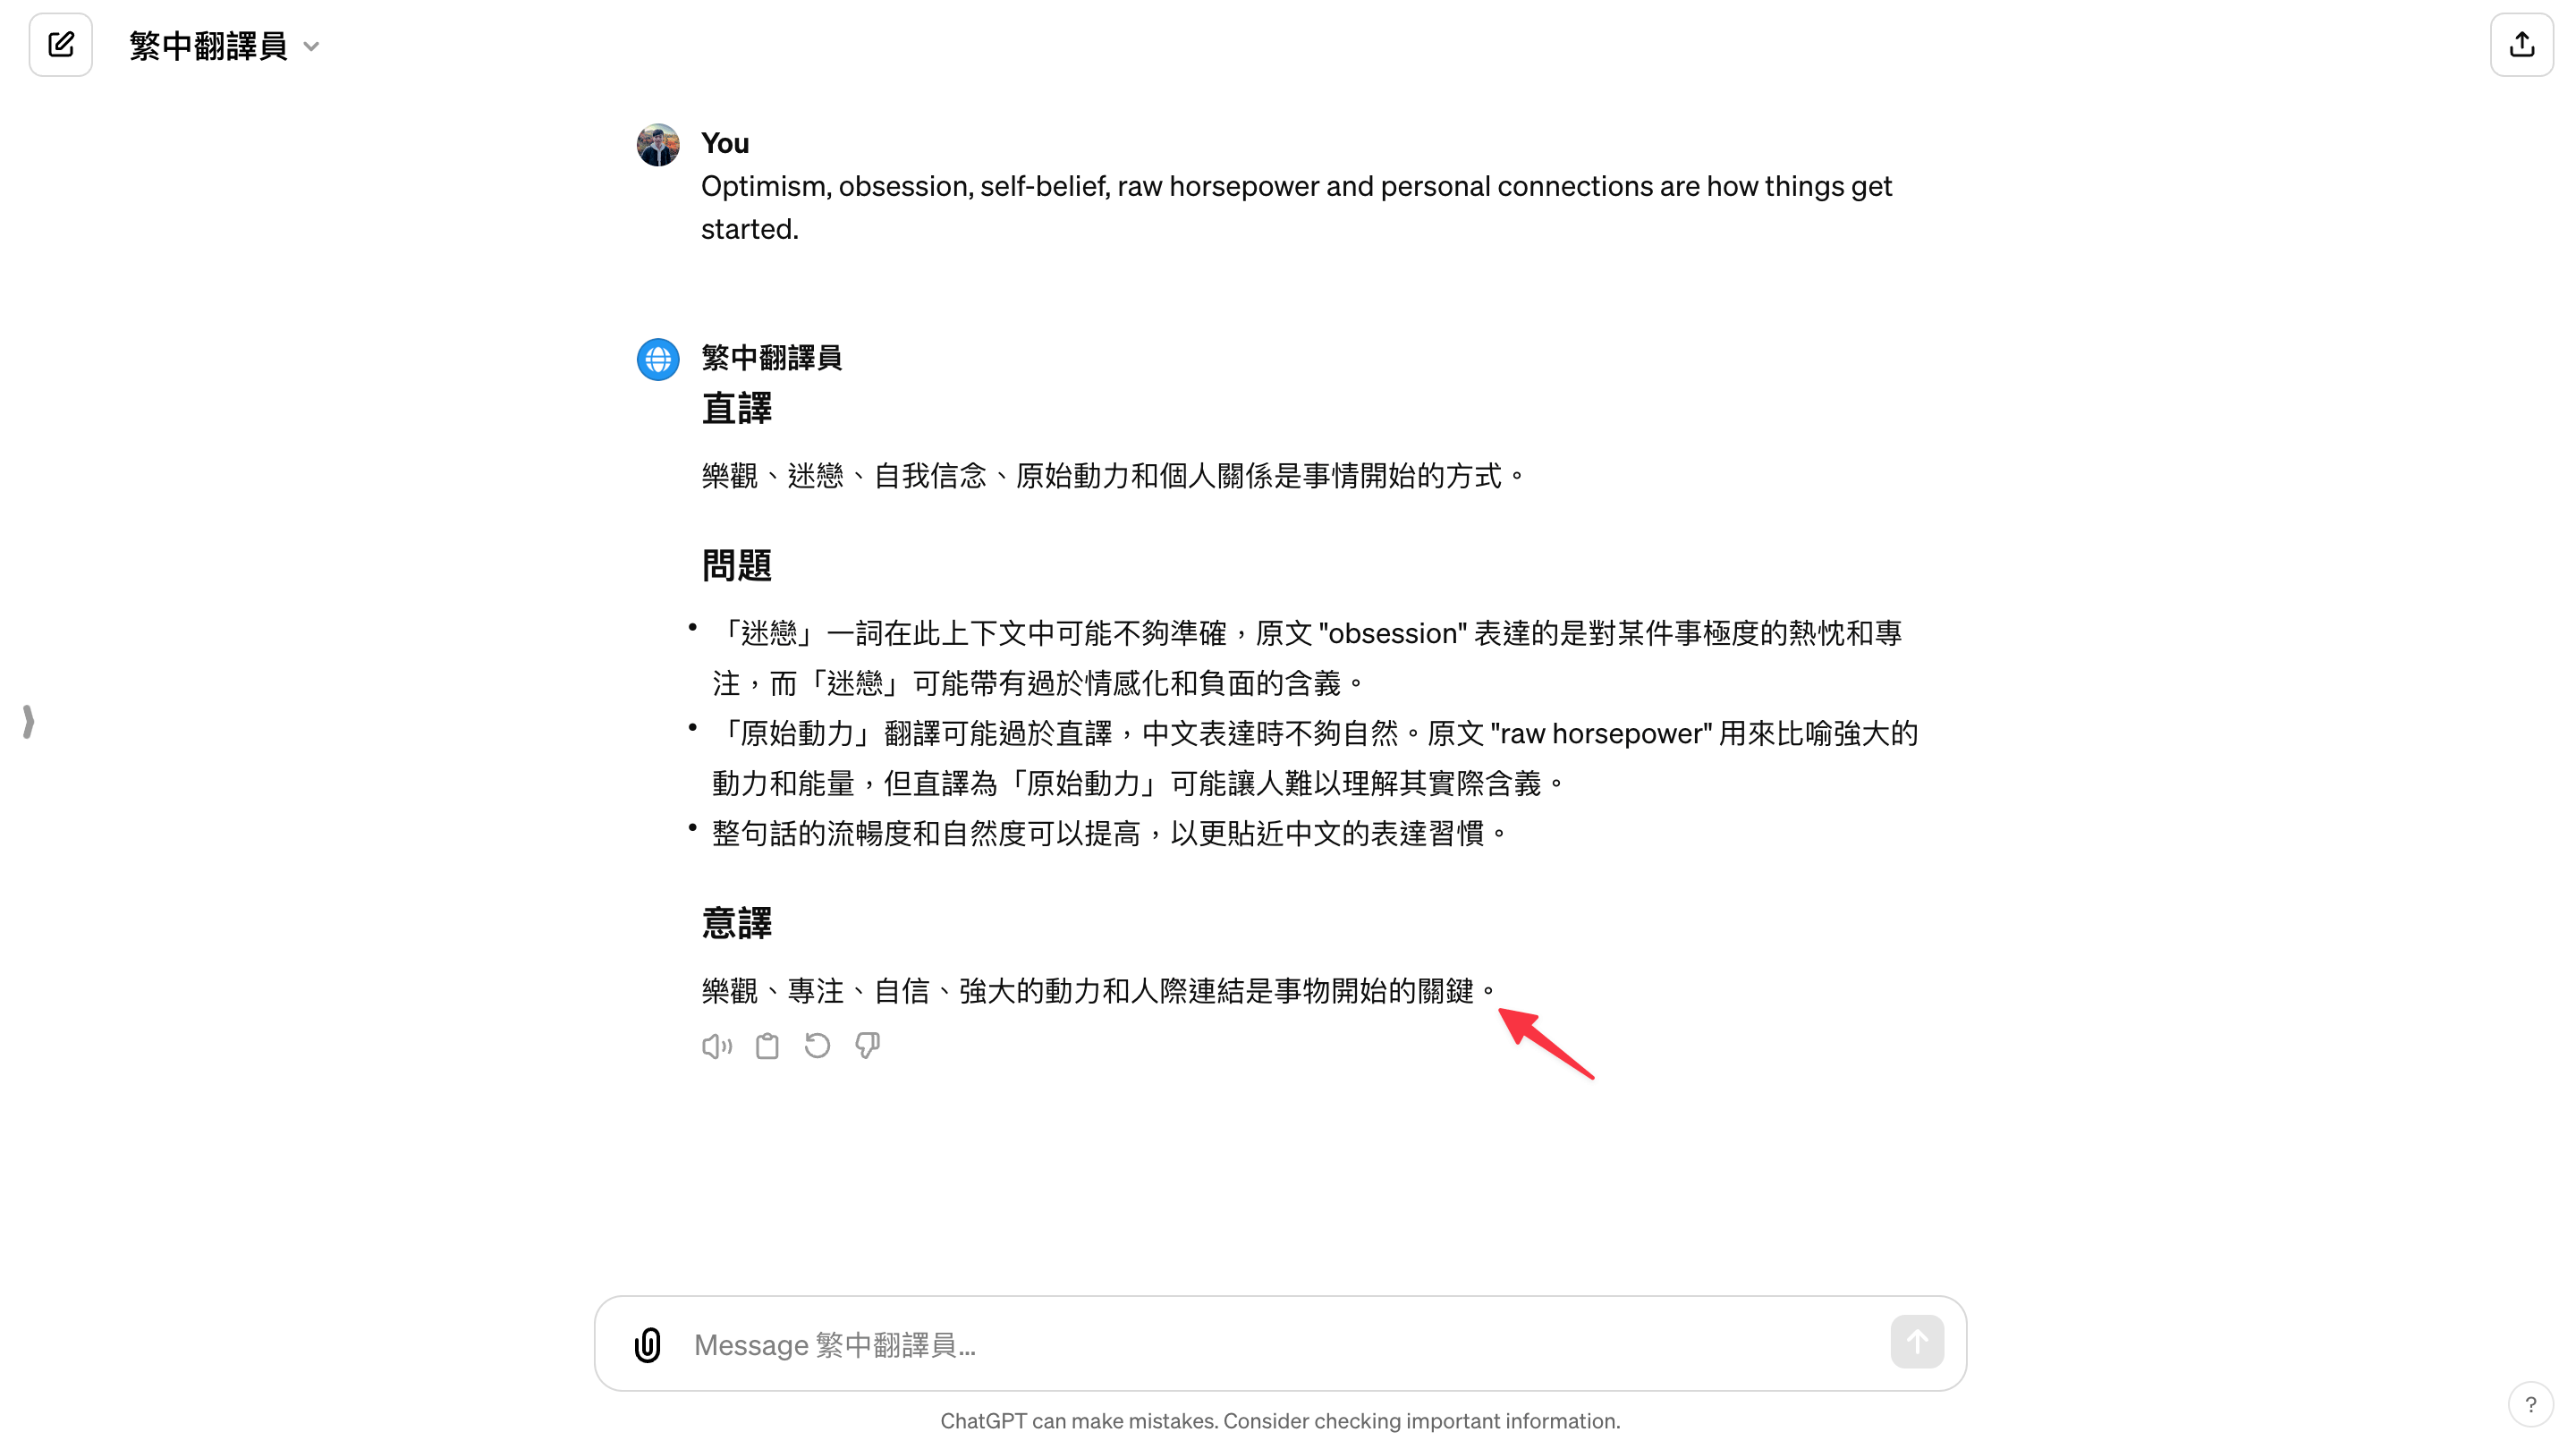 繁中翻譯員
You
Optimism, obsession, self-belief, raw horsepower and personal connections are how things get
started.
繁中翻譯員
直譯
樂觀、迷戀、自我信念、原始動力和個人關係是事情開始的方式。
問題
• 「迷戀」一詞在此上下文中可能不夠準確，原文 "obsession" 表達的是對某件事極度的熱忱和專
注，而「迷戀」可能帶有過於情感化和負面的含義。
• 「原始動力」翻譯可能過於直譯，中文表達時不夠自然。原文 "raw horsepower" 用來比喻強大的
動力和能量，但直譯為「原始動力」可能讓人難以理解其實際含義。
• 整句話的流暢度和自然度可以提高，以更貼近中文的表達習慣。
意譯
樂觀、專注、自信、強大的動力和人際連結是事物開始的關鍵。
Message 繁中翻譯員...
ChatGPT can make mistakes. Consider checking important information.
?